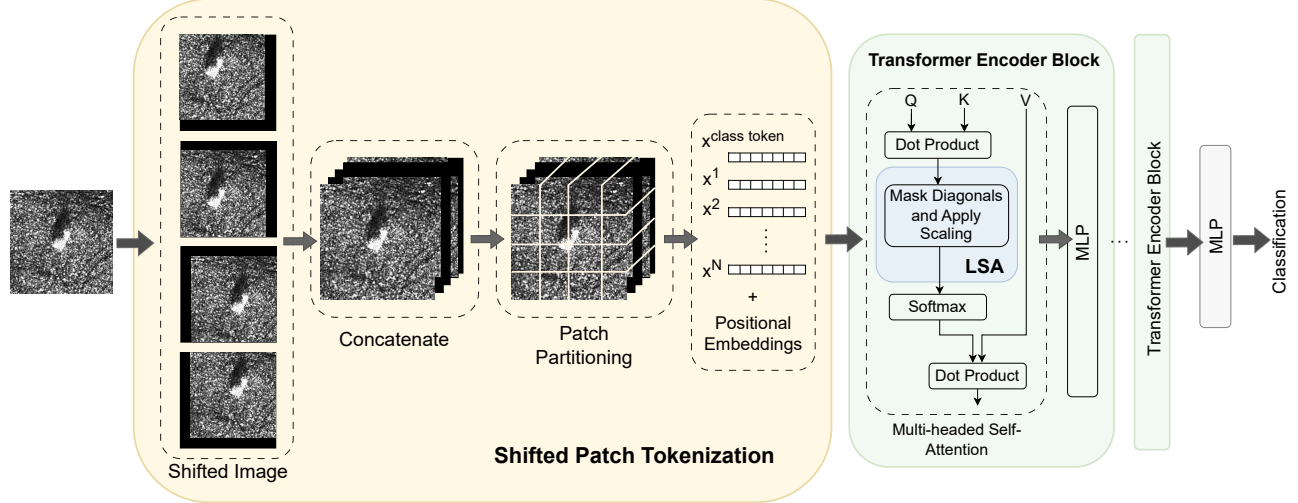 Shifted Image
Concatenate
Patch
Partitioning
x^class token
x^1
x^2
x^N
+
Positional
Embeddings
Shifted Patch Tokenization
Transformer Encoder Block
Q K V
Dot Product
Mask Diagonals
and Apply
Scaling
LSA
Softmax
Dot Product
Multi-headed Self-
Attention
MLP
...
Transformer Encoder Block
MLP
Classification